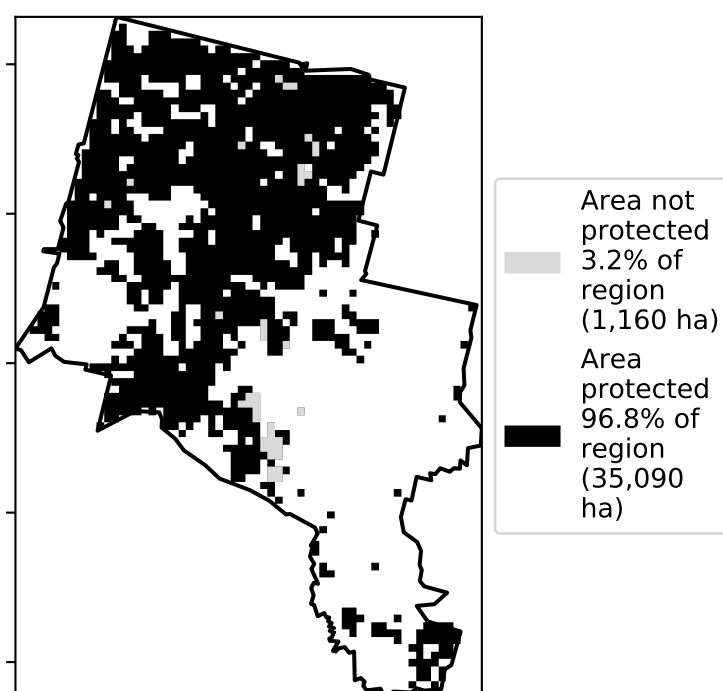 Area not
protected
3.2% of
region
(1,160 ha)
Area
protected
96.8% of
region
(35,090
ha)